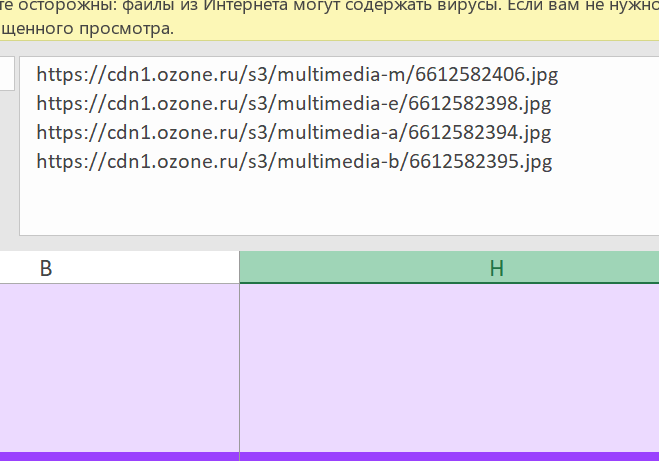 те осторожны: файлы из Интернета могут содержать вирусы. Если вам не нужно
щенного просмотра.
https://cdn1.ozone.ru/s3/multimedia-m/6612582406.jpg
https://cdn1.ozone.ru/s3/multimedia-e/6612582398.jpg
https://cdn1.ozone.ru/s3/multimedia-a/6612582394.jpg
https://cdn1.ozone.ru/s3/multimedia-b/6612582395.jpg
B H